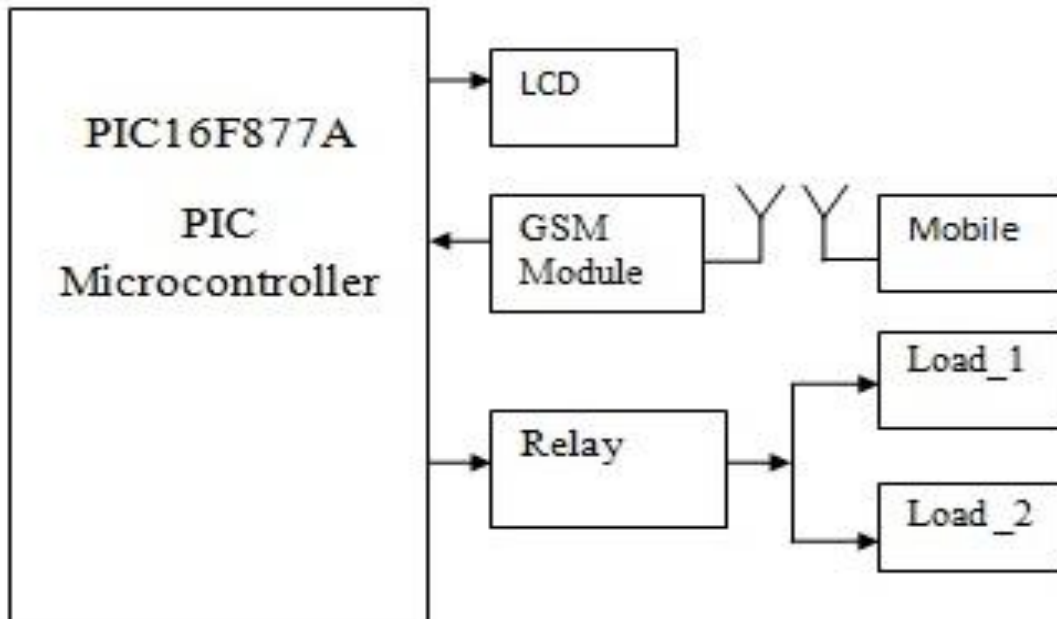 PIC16F877A
PIC
Microcontroller
LCD
GSM
Module
Mobile
Load_1
Relay
Load_2